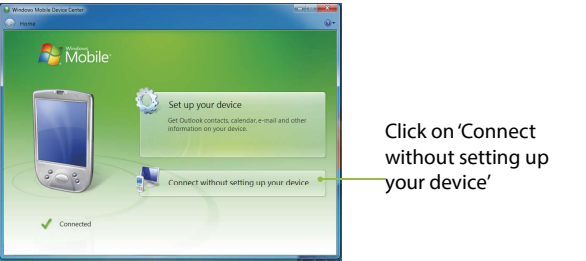 Windows Mobile Device Center
Home
Windows
Mobile
Set up your device
Get Outlook contacts, calendar, e-mail and other
information on your device.
Connect without setting up your device
Connected
Click on ‘Connect
without setting up
your device’